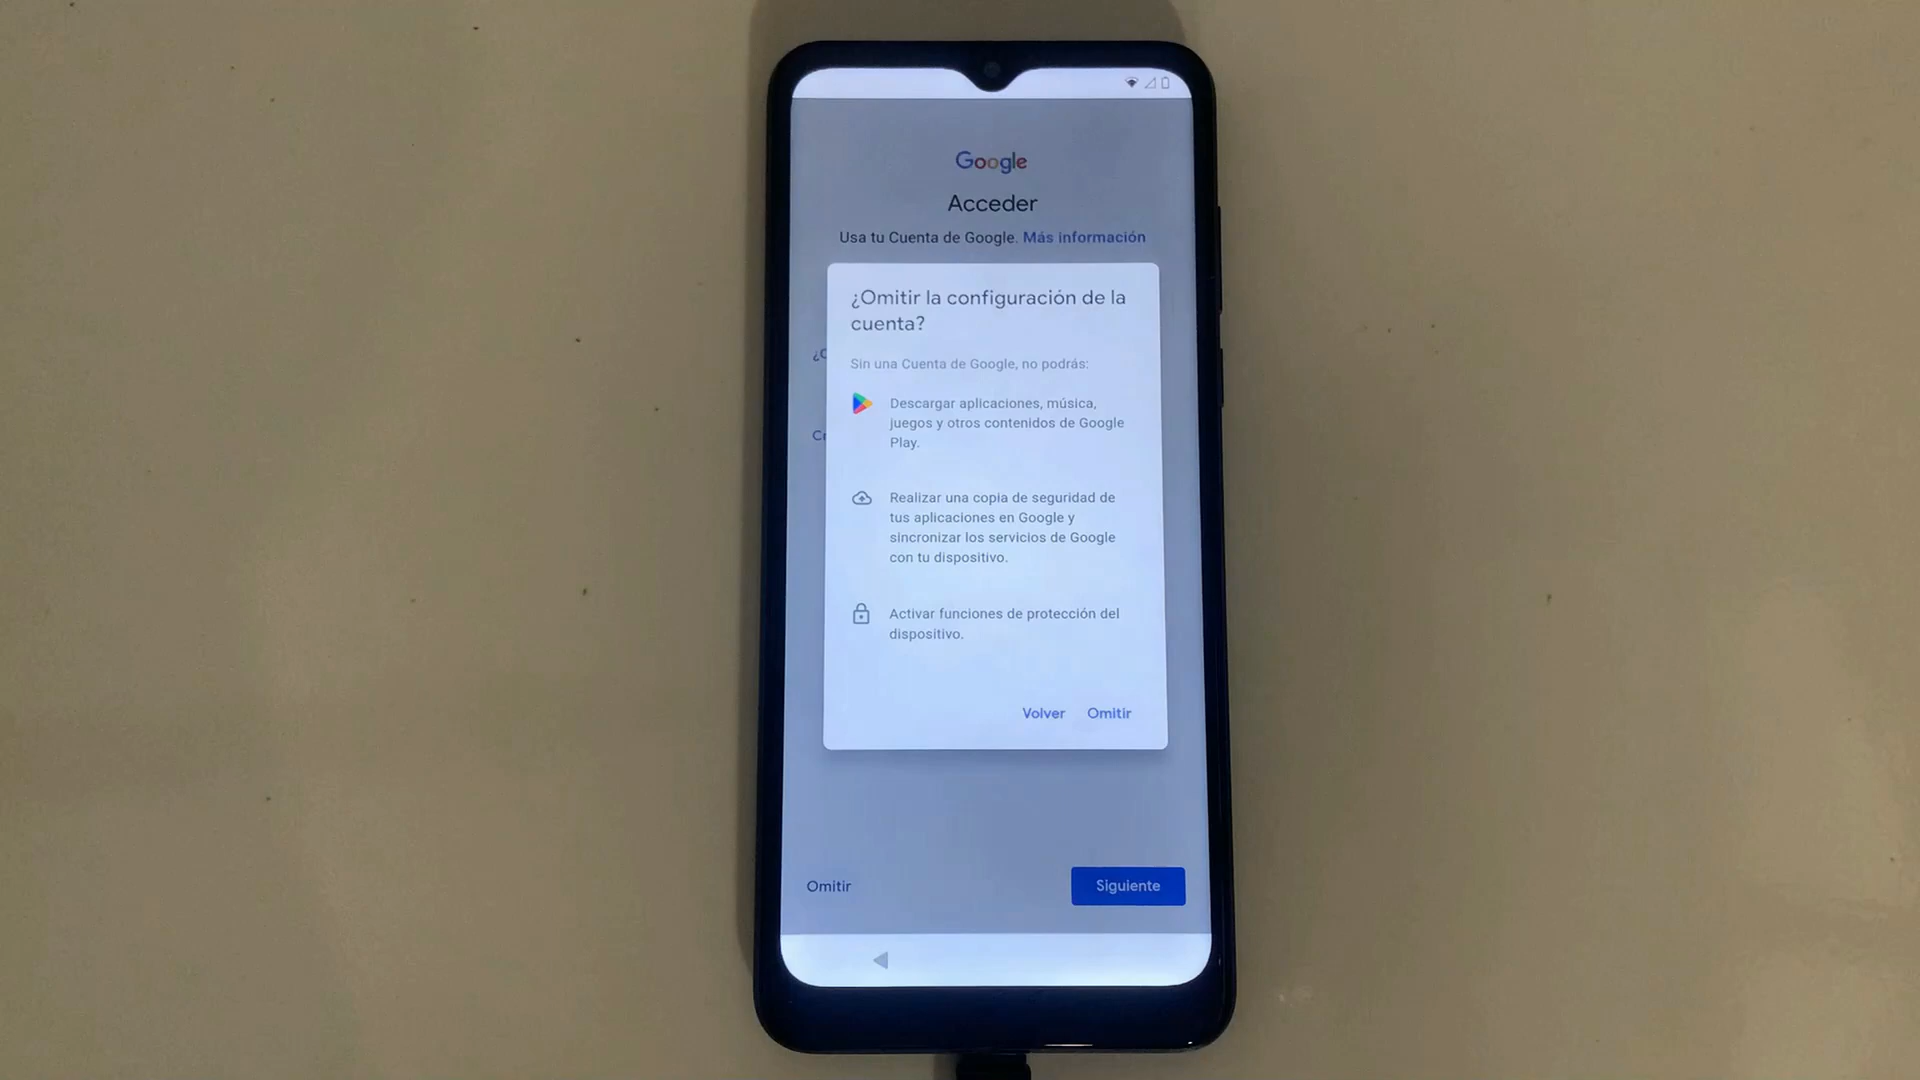 Google
Acceder
Usa tu Cuenta de Google. Más información
¿Omitir la configuración de la
cuenta?
Sin una Cuenta de Google, no podrás:
Descargar aplicaciones, música,
juegos y otros contenidos de Google
Play.
Realizar una copia de seguridad de
tus aplicaciones en Google y
sincronizar los servicios de Google
con tu dispositivo.
Activar funciones de protección del
dispositivo.
Volver Omitir
Omitir Siguiente